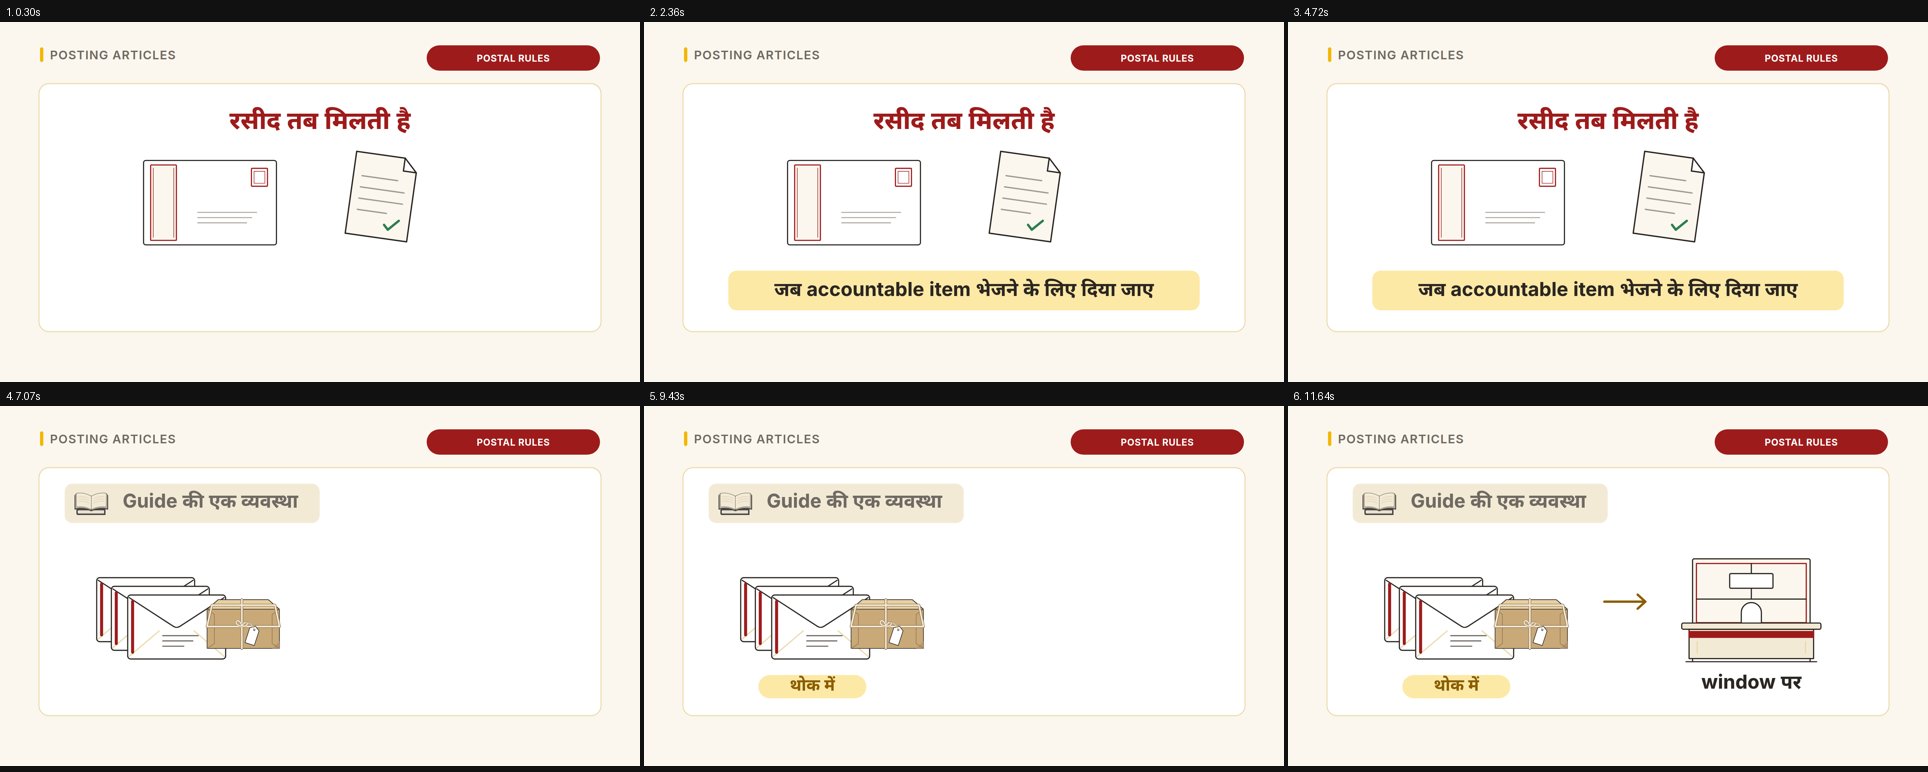 1. 0.30s
POSTING ARTICLES
POSTAL RULES
रसीद तब मिलती है
2. 2.36s
POSTING ARTICLES
POSTAL RULES
रसीद तब मिलती है
जब accountable item भेजने के लिए दिया जाए
3. 4.72s
POSTING ARTICLES
POSTAL RULES
रसीद तब मिलती है
जब accountable item भेजने के लिए दिया जाए
4. 7.07s
POSTING ARTICLES
POSTAL RULES
Guide की एक व्यवस्था
5. 9.43s
POSTING ARTICLES
POSTAL RULES
Guide की एक व्यवस्था
थोक में
6. 11.64s
POSTING ARTICLES
POSTAL RULES
Guide की एक व्यवस्था
थोक में
window पर